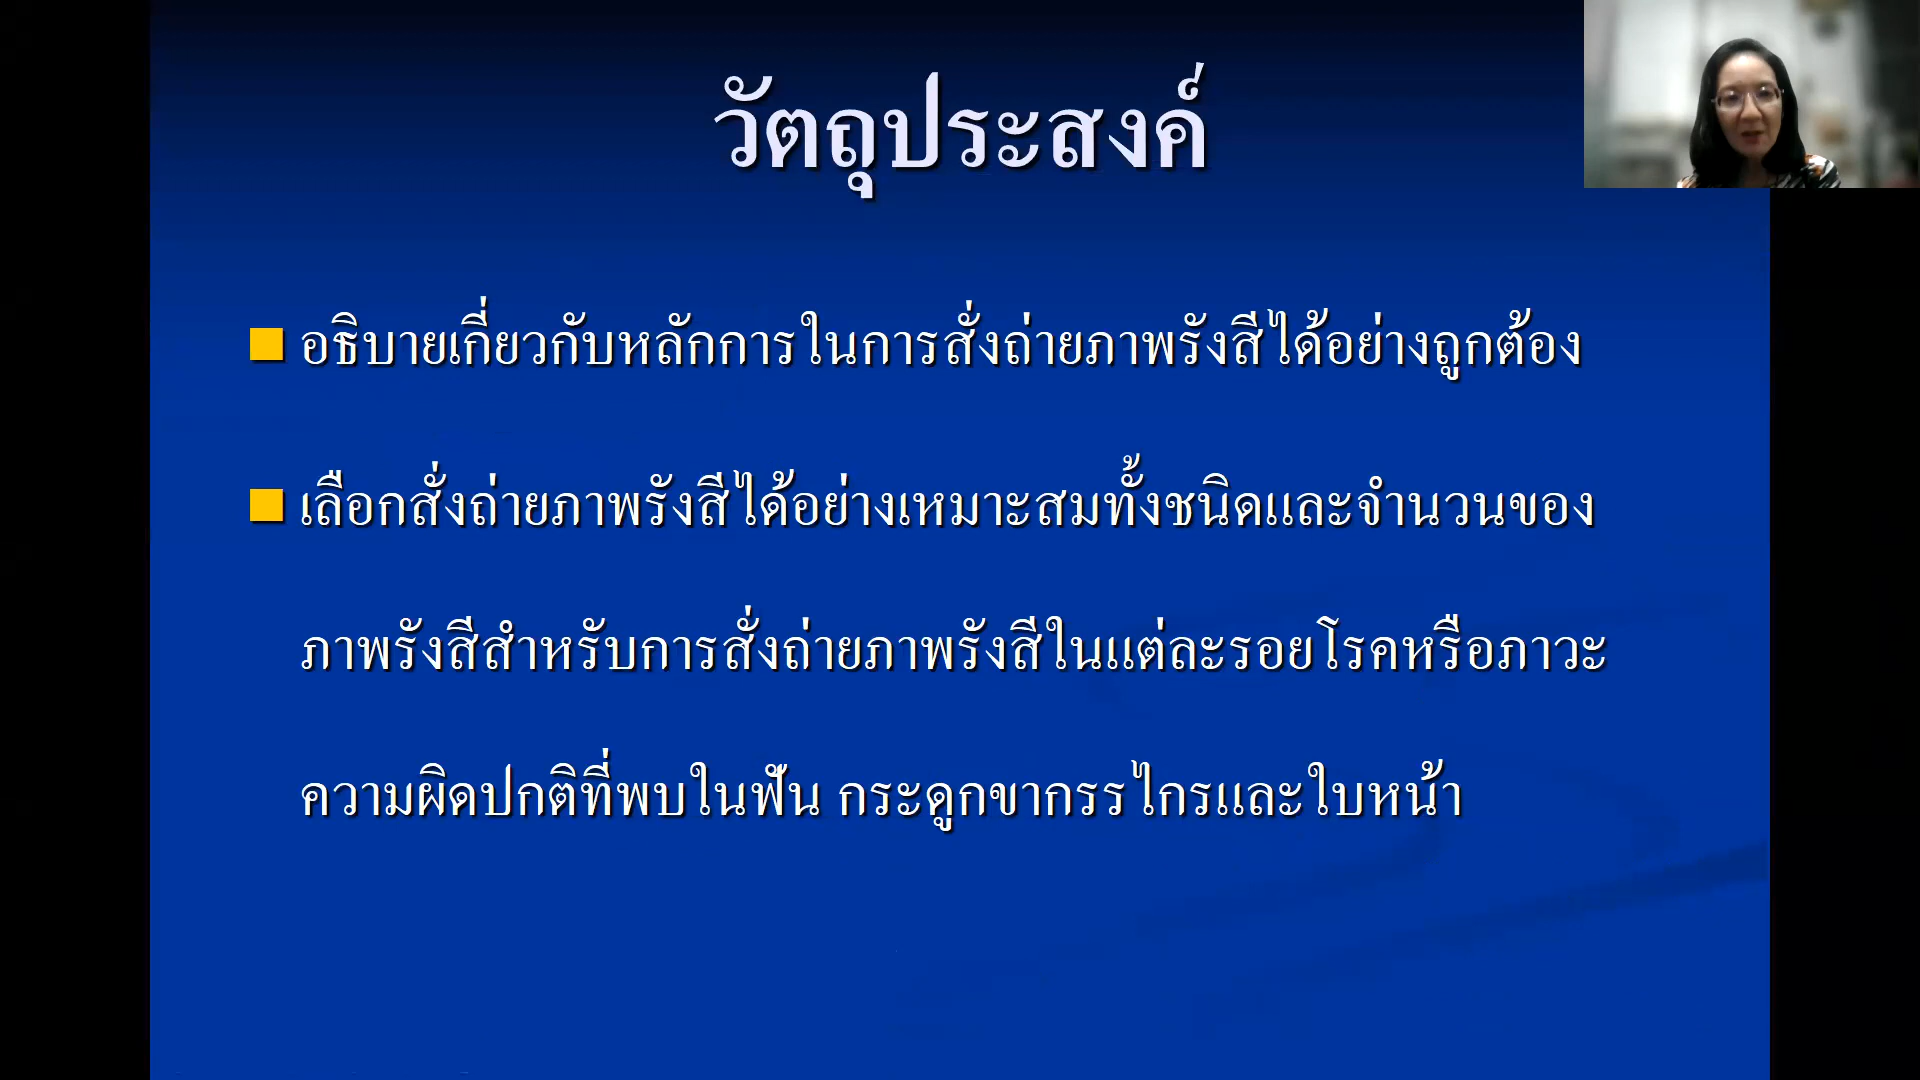 วัตถุประสงค์
อธิบายเกี่ยวกับหลักการในการสั่งถ่ายภาพรังสีได้อย่างถูกต้อง
เลือกสั่งถ่ายภาพรังสีได้อย่างเหมาะสมทั้งชนิดและจำนวนของ
ภาพรังสีสำหรับการสั่งถ่ายภาพรังสีในแต่ละรอยโรคหรือภาวะ
ความผิดปกติที่พบในฟัน กระดูกขากรรไกรและใบหน้า